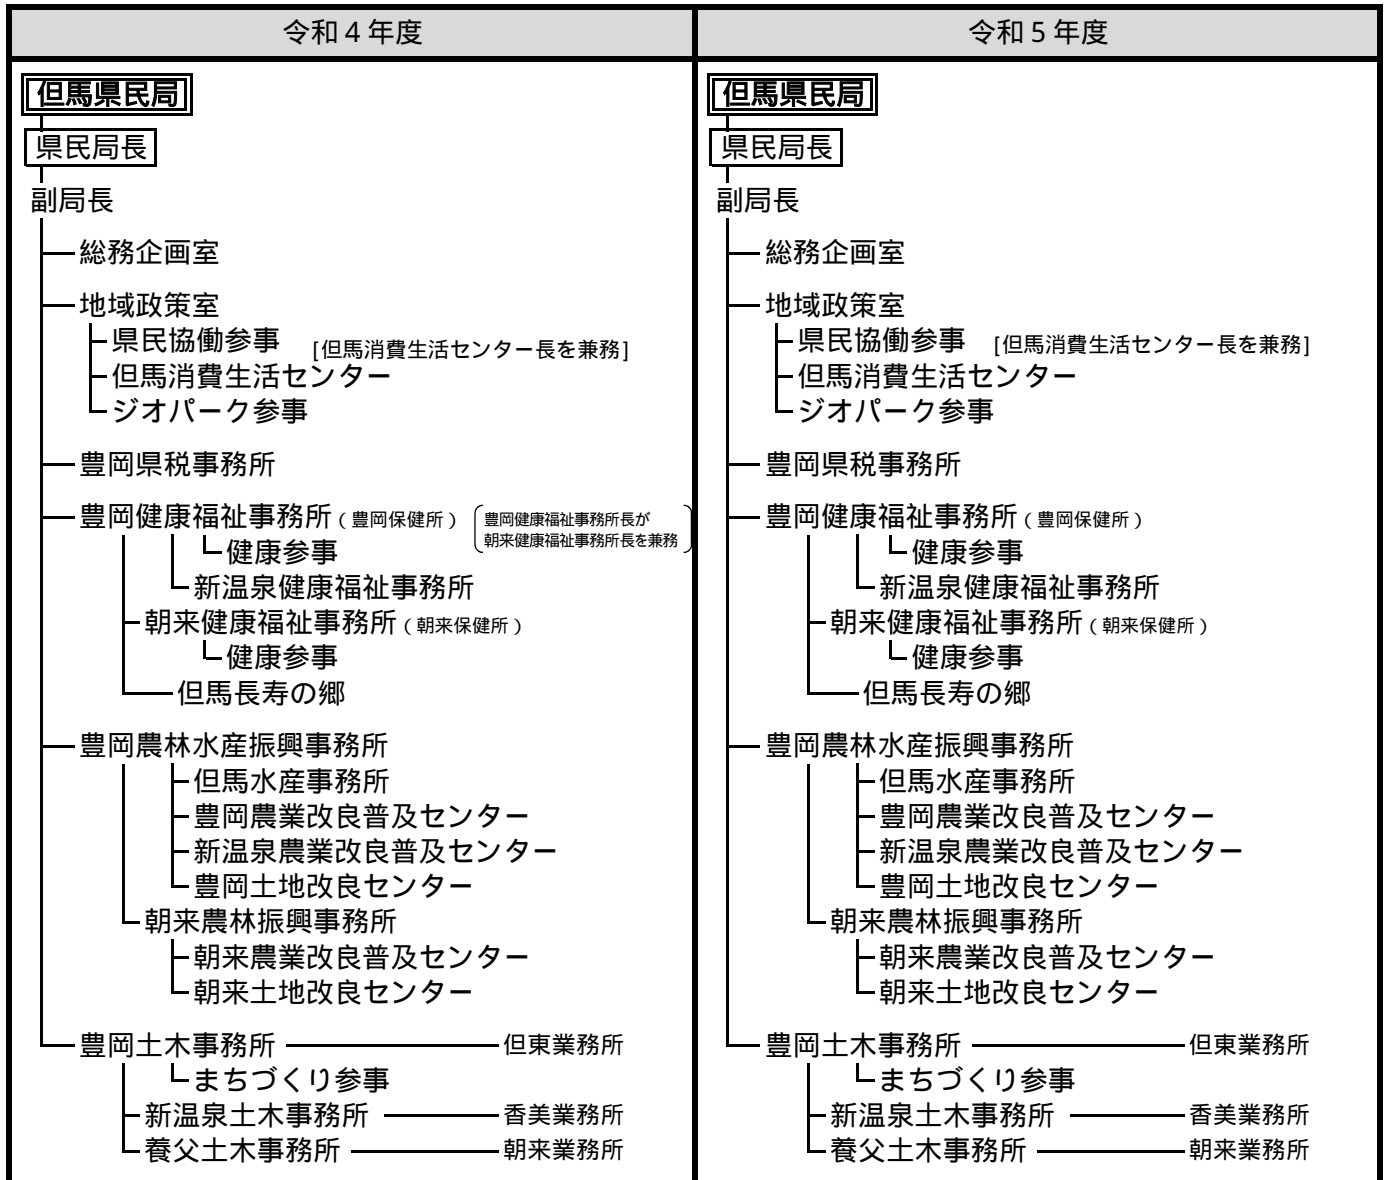 令和４年度
但馬県民局
県民局長
副局長
総務企画室
地域政策室
県民協働参事 [但馬消費生活センター長を兼務]
但馬消費生活センター
ジオパーク参事
豊岡県税事務所
豊岡健康福祉事務所（豊岡保健所）
豊岡健康福祉事務所長が
朝来健康福祉事務所長を兼務
健康参事
新温泉健康福祉事務所
朝来健康福祉事務所（朝来保健所）
健康参事
但馬長寿の郷
豊岡農林水産振興事務所
但馬水産事務所
豊岡農業改良普及センター
新温泉農業改良普及センター
豊岡土地改良センター
朝来農林振興事務所
朝来農業改良普及センター
朝来土地改良センター
豊岡土木事務所 但東業務所
まちづくり参事
新温泉土木事務所 香美業務所
養父土木事務所 朝来業務所
令和５年度
但馬県民局
県民局長
副局長
総務企画室
地域政策室
県民協働参事 [但馬消費生活センター長を兼務]
但馬消費生活センター
ジオパーク参事
豊岡県税事務所
豊岡健康福祉事務所（豊岡保健所）
健康参事
新温泉健康福祉事務所
朝来健康福祉事務所（朝来保健所）
健康参事
但馬長寿の郷
豊岡農林水産振興事務所
但馬水産事務所
豊岡農業改良普及センター
新温泉農業改良普及センター
豊岡土地改良センター
朝来農林振興事務所
朝来農業改良普及センター
朝来土地改良センター
豊岡土木事務所 但東業務所
まちづくり参事
新温泉土木事務所 香美業務所
養父土木事務所 朝来業務所